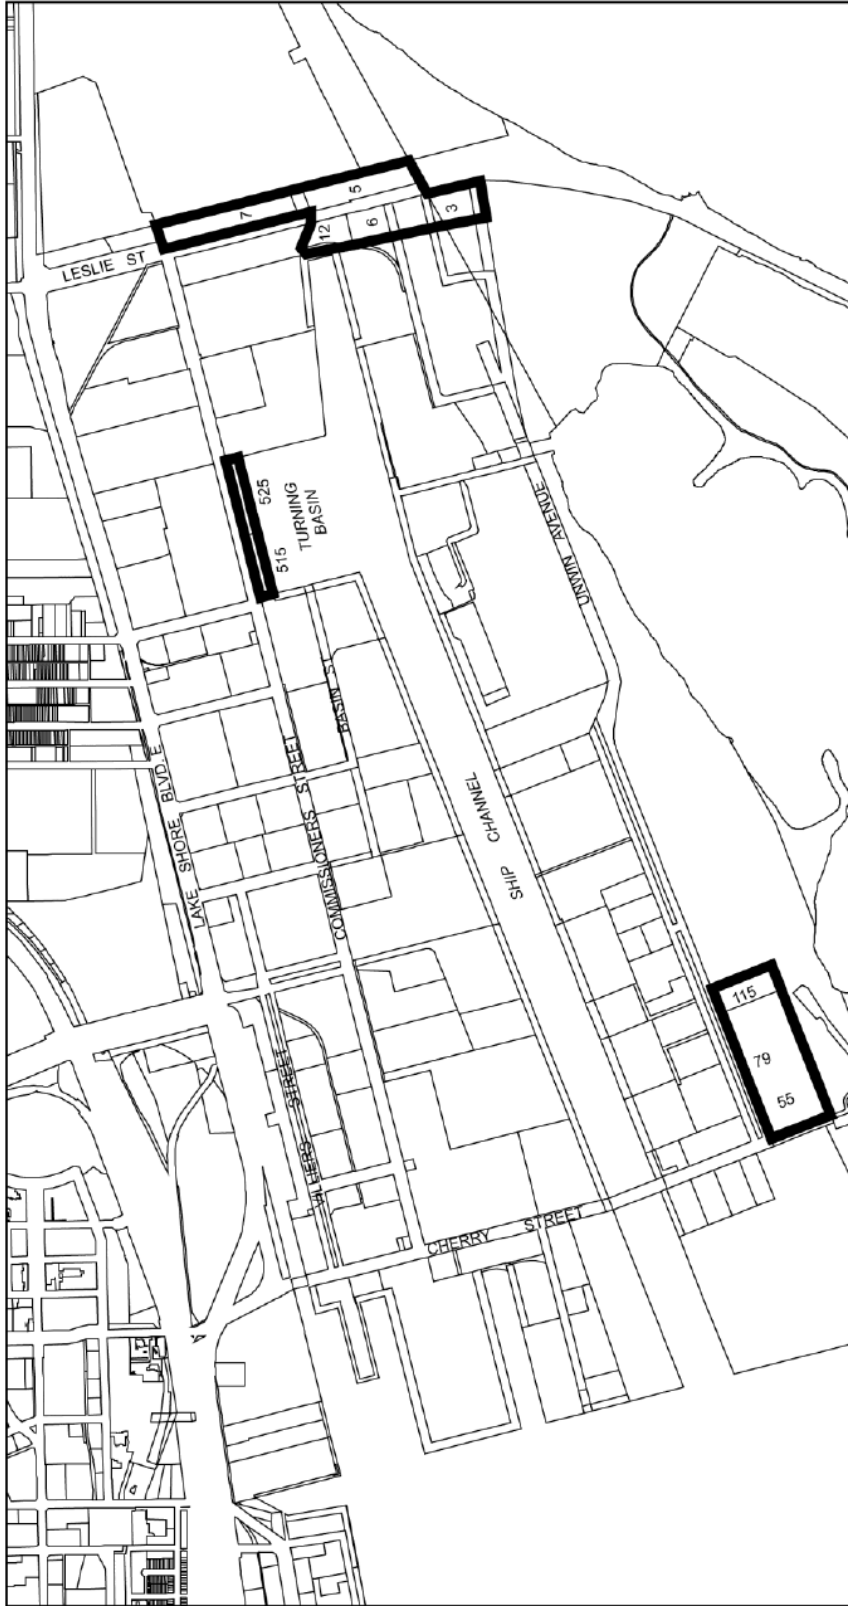 LESLIE ST
7
5
12
6
3
525
515
TURNING
BASIN
UNWIN AVENUE
BASIN S
LAKE SHORE BLVD. E
COMMISSIONERS STREET
SHIP CHANNEL
VILLIERS STREET
115
79
55
CHERRY STREET